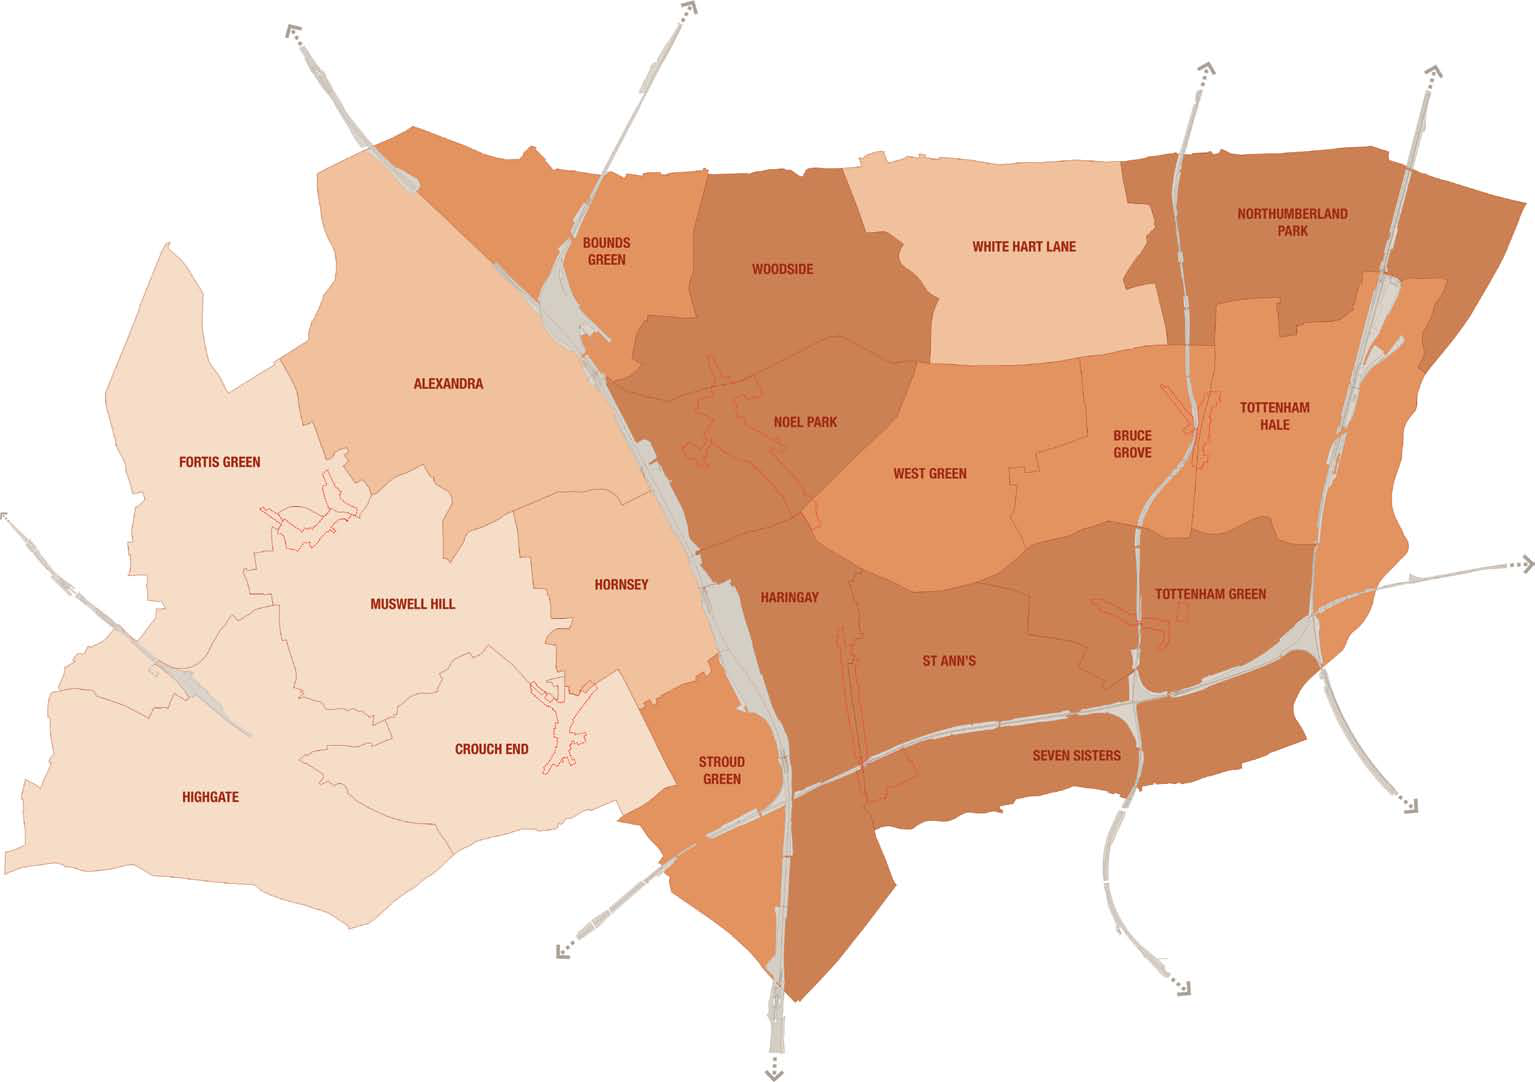 NORTHUMBERLAND
PARK
BOUNDS
GREEN
WHITE HART LANE
WOODSIDE
ALEXANDRA
TOTTENHAM
HALE
NOEL PARK
BRUCE
GROVE
FORTIS GREEN
WEST GREEN
HORNSEY
HARINGAY
TOTTENHAM GREEN
MUSWELL HILL
ST ANN'S
CROUCH END
SEVEN SISTERS
STROUD
GREEN
HIGHGATE